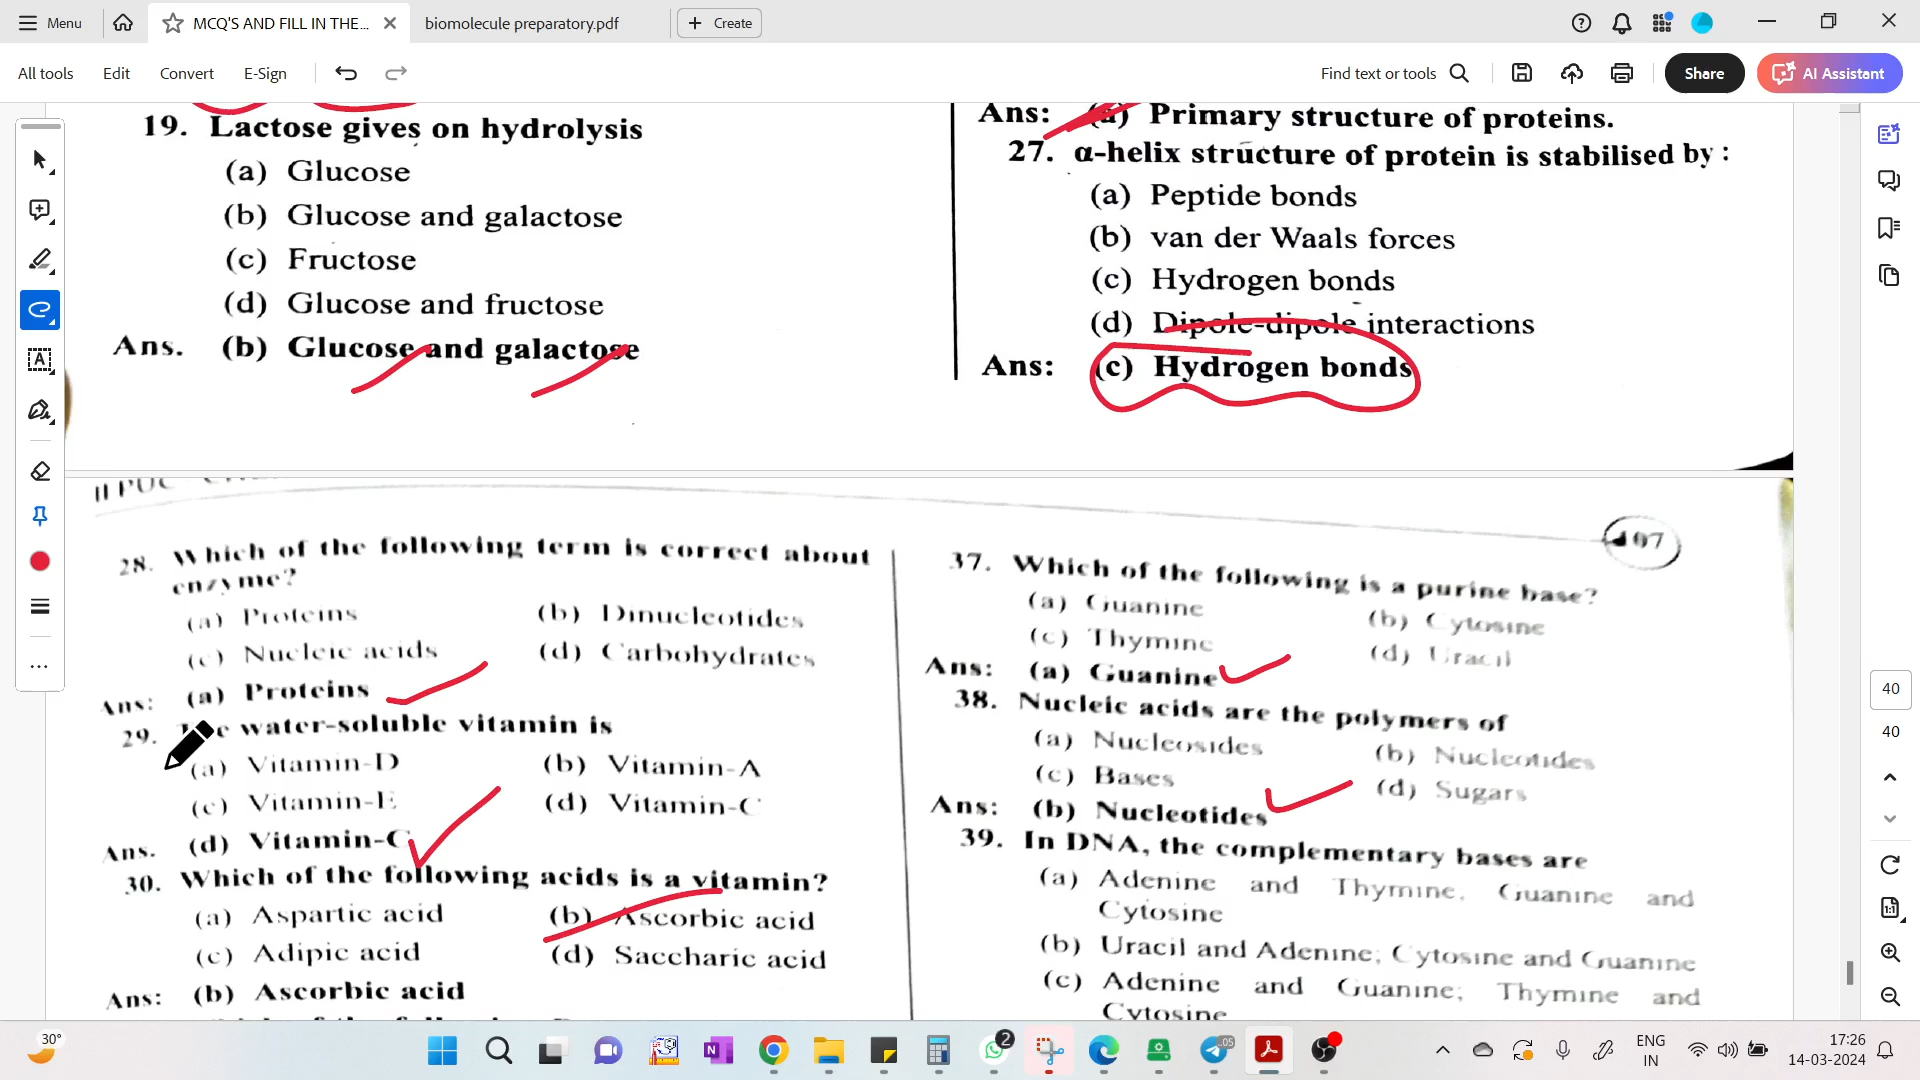 Menu
MCQ'S AND FILL IN THE...
biomolecule preparatory.pdf
Create
All tools
Edit
Convert
E-Sign
Find text or tools
Share
AI Assistant
19. Lactose gives on hydrolysis
(a) Glucose
(b) Glucose and galactose
(c) Fructose
(d) Glucose and fructose
Ans. (b) Glucose and galactose
Ans: (a) Primary structure of proteins.
27. α-helix structure of protein is stabilised by :
(a) Peptide bonds
(b) van der Waals forces
(c) Hydrogen bonds
(d) Dipole-dipole interactions
Ans: (c) Hydrogen bonds
II PUC
107
28. Which of the following term is correct about
enzyme?
(a) Proteins (b) Dinucleotides
(c) Nucleic acids (d) Carbohydrates
Ans: (a) Proteins
29. The water-soluble vitamin is
(a) Vitamin-D (b) Vitamin-A
(c) Vitamin-E (d) Vitamin-C
Ans. (d) Vitamin-C
30. Which of the following acids is a vitamin?
(a) Aspartic acid (b) Ascorbic acid
(c) Adipic acid (d) Saccharic acid
Ans: (b) Ascorbic acid
37. Which of the following is a purine base?
(a) Guanine (b) Cytosine
(c) Thymine (d) Uracil
Ans: (a) Guanine
38. Nucleic acids are the polymers of
(a) Nucleosides (b) Nucleotides
(c) Bases (d) Sugars
Ans: (b) Nucleotides
39. In DNA, the complementary bases are
(a) Adenine and Thymine, Guanine and
Cytosine
(b) Uracil and Adenine; Cytosine and Guanine
(c) Adenine and Guanine; Thymine and
Cytosine
40
40
30°
2
.05
ENG
IN
17:26
14-03-2024